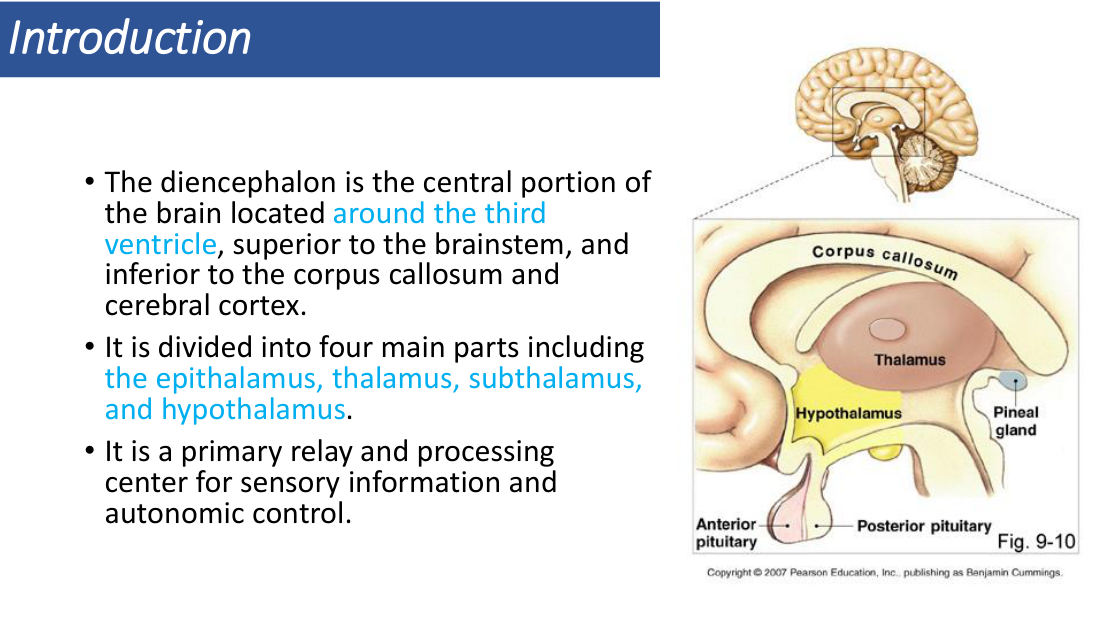 Introduction
• The diencephalon is the central portion of
the brain located around the third
ventricle, superior to the brainstem, and
inferior to the corpus callosum and
cerebral cortex.
• It is divided into four main parts including
the epithalamus, thalamus, subthalamus,
and hypothalamus.
• It is a primary relay and processing
center for sensory information and
autonomic control.
Corpus callosum
Thalamus
Hypothalamus
Pineal
gland
Anterior
pituitary
Posterior pituitary
Fig. 9-10
Copyright © 2007 Pearson Education, Inc., publishing as Benjamin Cummings.